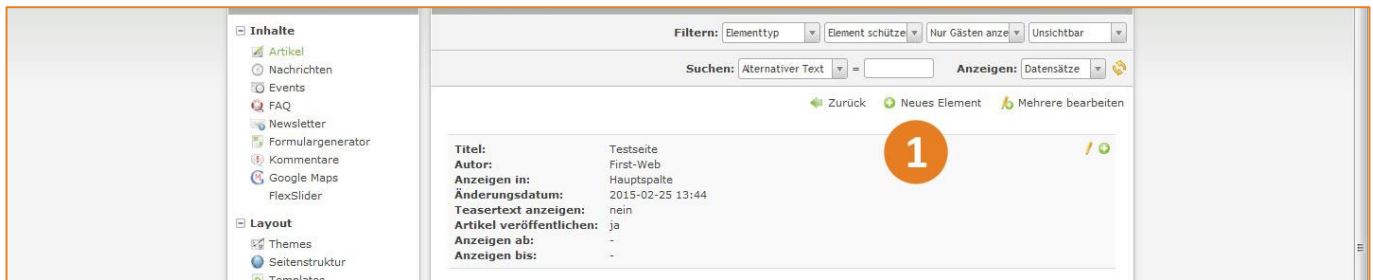 Inhalte
Artikel
Nachrichten
Events
FAQ
Newsletter
Formulargenerator
Kommentare
Google Maps
FlexSlider
Layout
Themes
Seitenstruktur
Templates
Filtern: Elementtyp Element schütze Nur Gästen anze Unsichtbar
Suchen: Alternativer Text = Anzeigen: Datensätze
Zurück Neues Element Mehrere bearbeiten
1
Titel: Testseite
Autor: First-Web
Anzeigen in: Hauptspalte
Änderungsdatum: 2015-02-25 13:44
Teasertext anzeigen: nein
Artikel veröffentlichen: ja
Anzeigen ab: -
Anzeigen bis: -